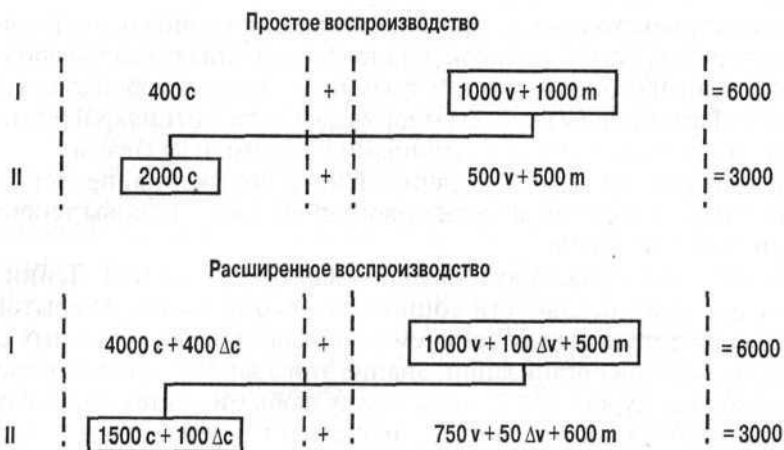 Простое воспроизводство
I 400 c + 1000 v + 1000 m = 6000
II 2000 c + 500 v + 500 m = 3000
Расширенное воспроизводство
I 4000 c + 400 Δc + 1000 v + 100 Δv + 500 m = 6000
II 1500 c + 100 Δc + 750 v + 50 Δv + 600 m = 3000